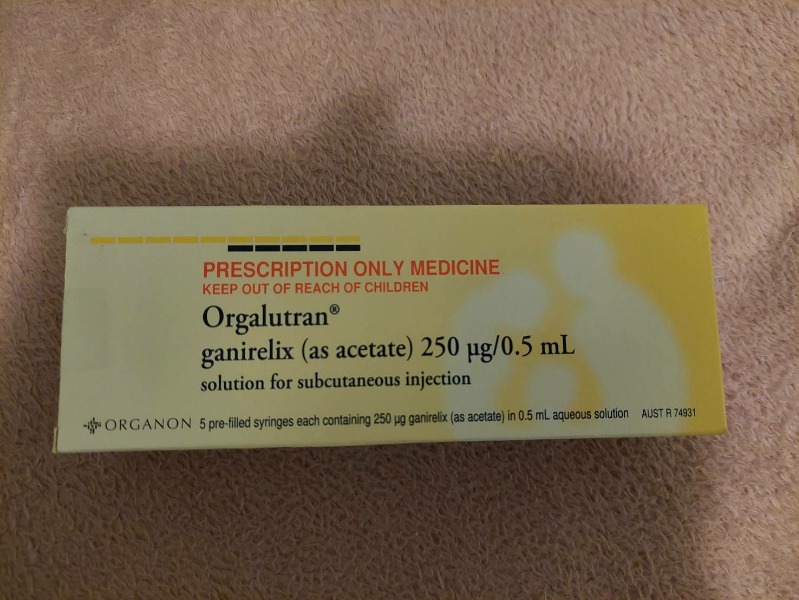 PRESCRIPTION ONLY MEDICINE
KEEP OUT OF REACH OF CHILDREN
Orgalutran®
ganirelix (as acetate) 250 µg/0.5 mL
solution for subcutaneous injection
ORGANON 5 pre-filled syringes each containing 250 µg ganirelix (as acetate) in 0.5 mL aqueous solution AUST R 74931